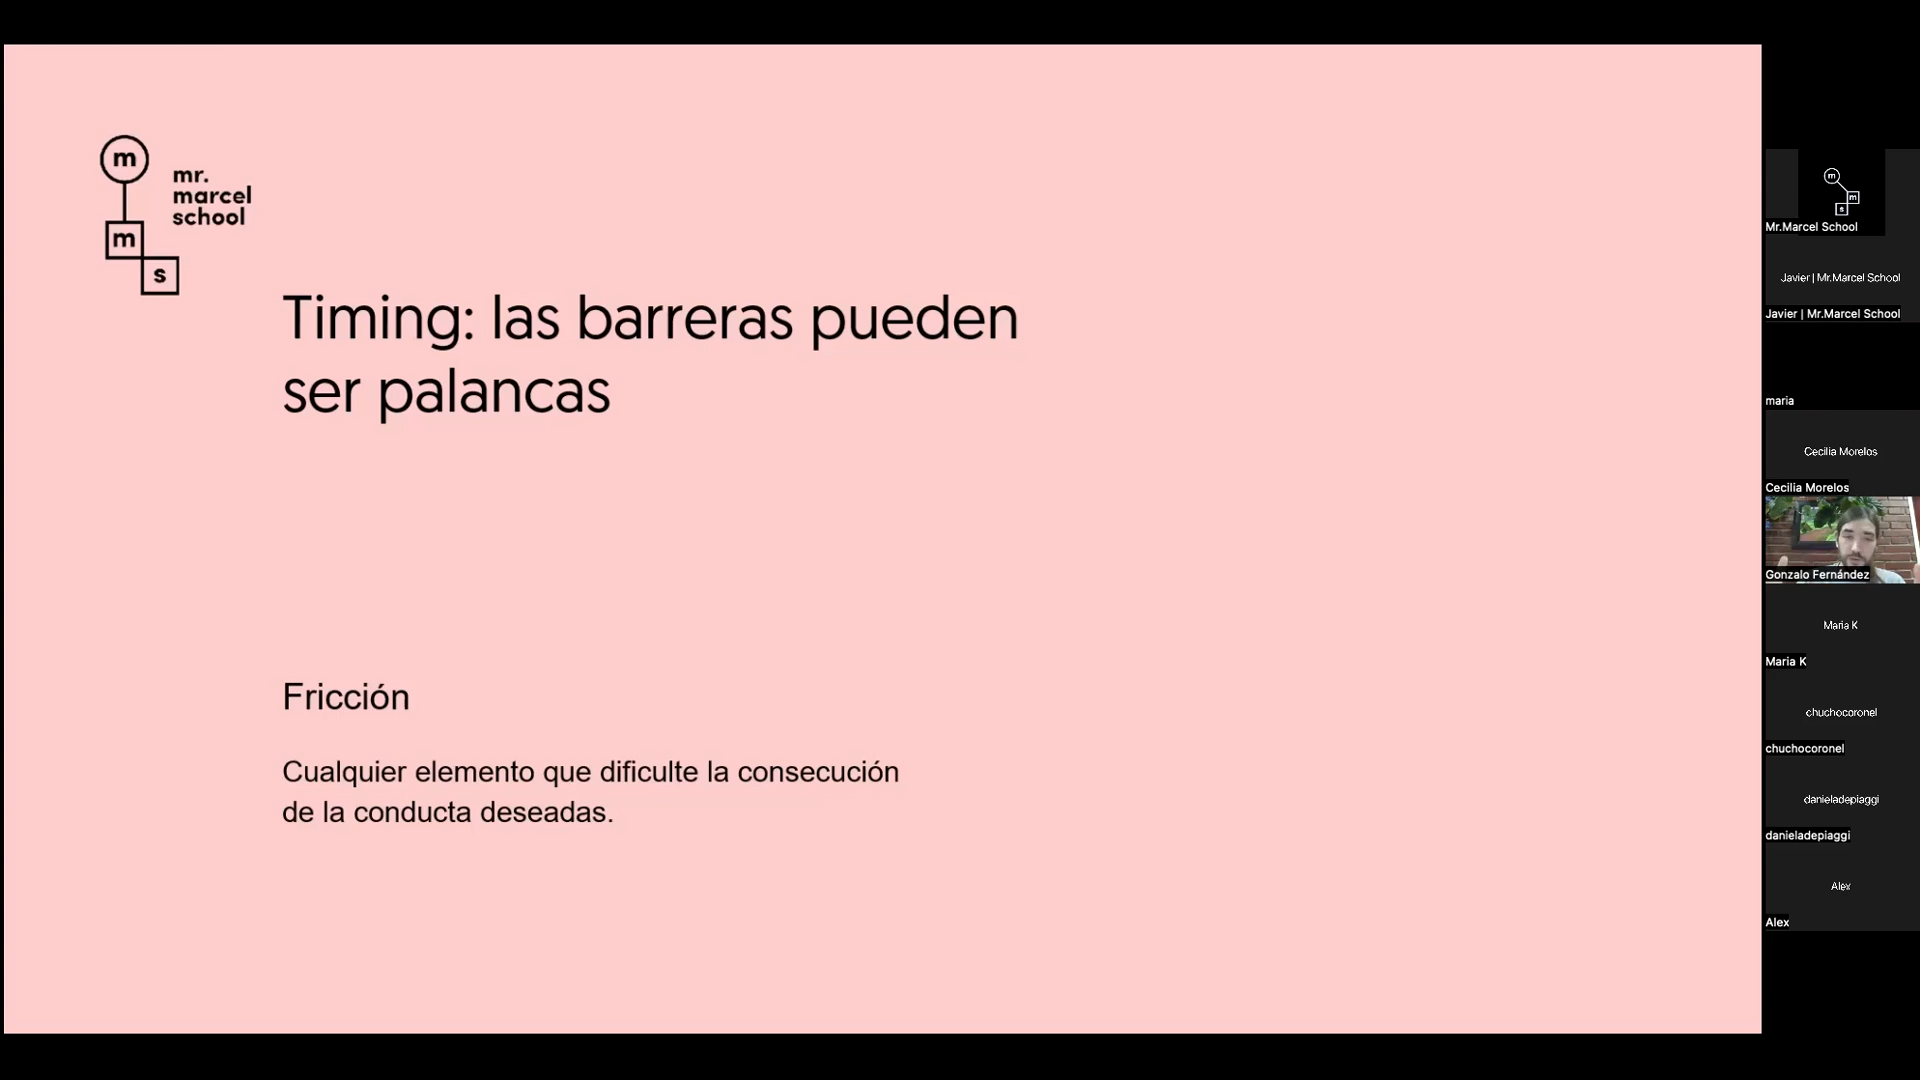 m
m
s
mr.
marcel
school
Timing: las barreras pueden
ser palancas
Fricción
Cualquier elemento que dificulte la consecución
de la conducta deseadas.
m
m
s
Mr.Marcel School
Javier | Mr.Marcel School
Javier | Mr.Marcel School
maria
Cecilia Morelos
Cecilia Morelos
Gonzalo Fernández
Maria K
Maria K
chuchocoronel
chuchocoronel
danieladepiaggi
danieladepiaggi
Alex
Alex